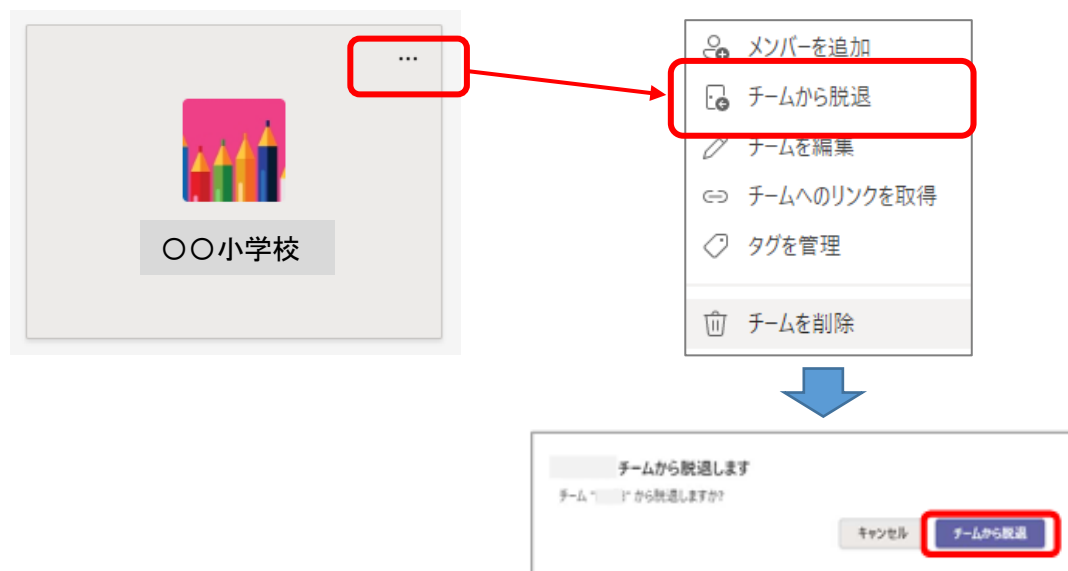 …
〇〇小学校
メンバーを追加
チームから脱退
チームを編集
チームへのリンクを取得
タグを管理
チームを削除
チームから脱退します
チーム " " から脱退しますか?
キャンセル
チームから脱退